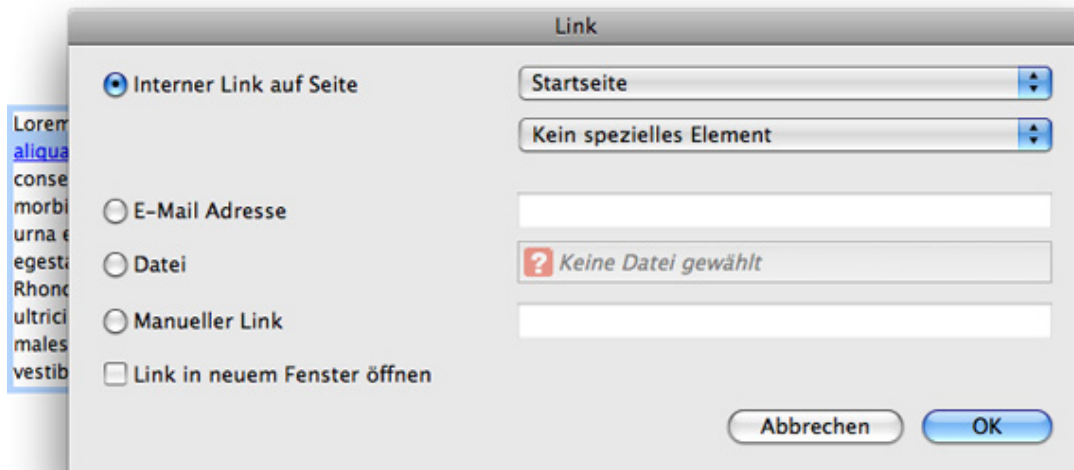 Link
Interner Link auf Seite
Startseite
Kein spezielles Element
E-Mail Adresse
Datei
Keine Datei gewählt
Manueller Link
Link in neuem Fenster öffnen
Abbrechen
OK
Lorem
aliqua
conse
morbi
urna e
egesta
Rhonc
ultrici
males
vestib